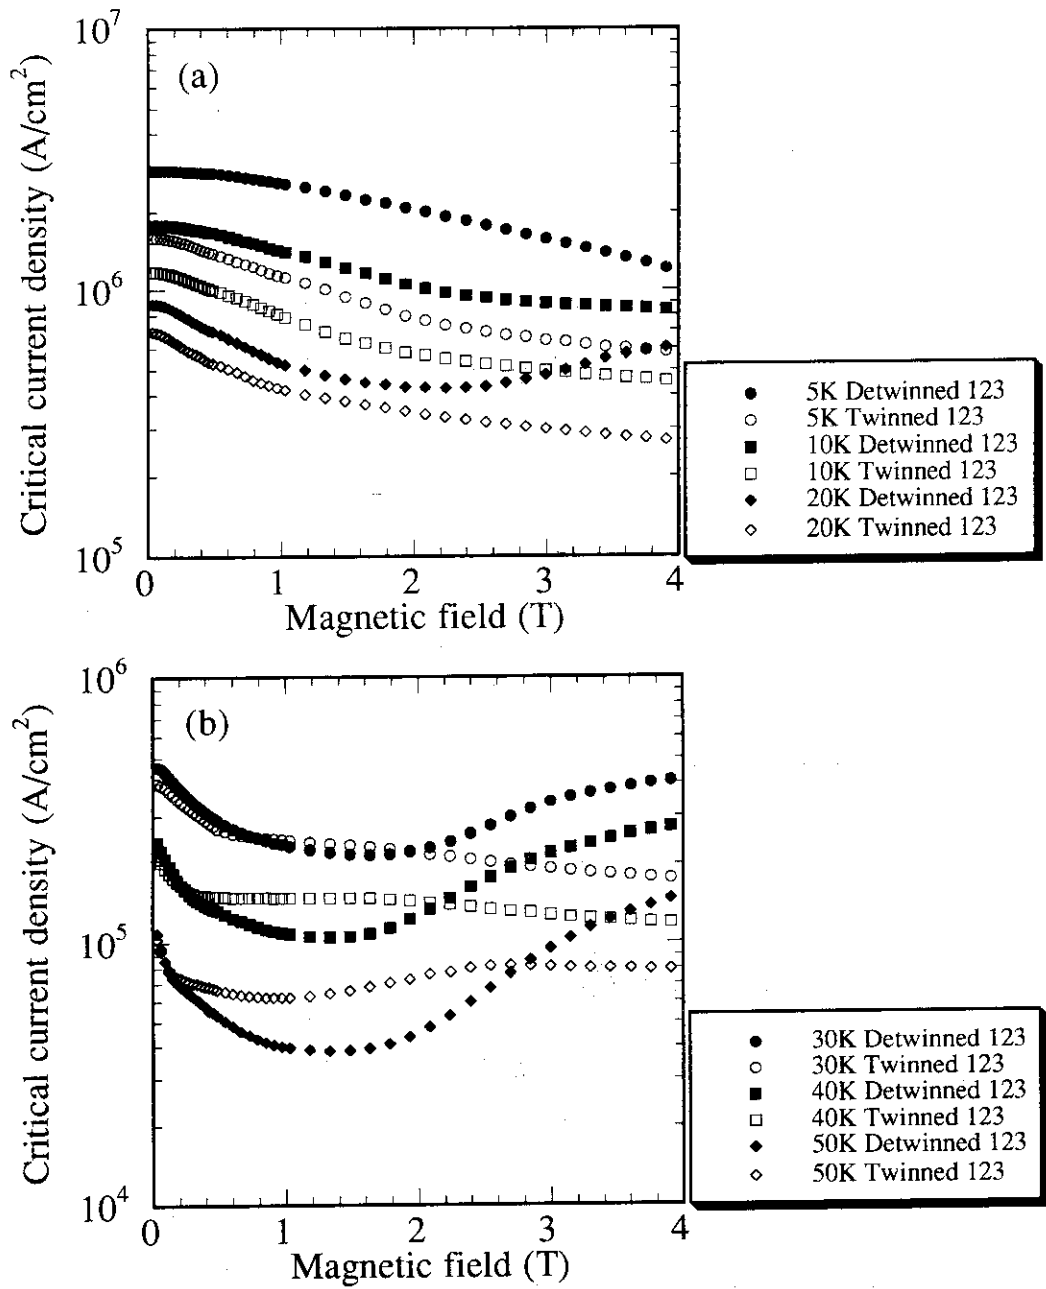 10^7
(a)
10^6
10^5
Critical current density (A/cm^2)
0 1 2 3 4
Magnetic field (T)
5K Detwinned 123
5K Twinned 123
10K Detwinned 123
10K Twinned 123
20K Detwinned 123
20K Twinned 123
10^6
(b)
10^5
10^4
Critical current density (A/cm^2)
0 1 2 3 4
Magnetic field (T)
30K Detwinned 123
30K Twinned 123
40K Detwinned 123
40K Twinned 123
50K Detwinned 123
50K Twinned 123